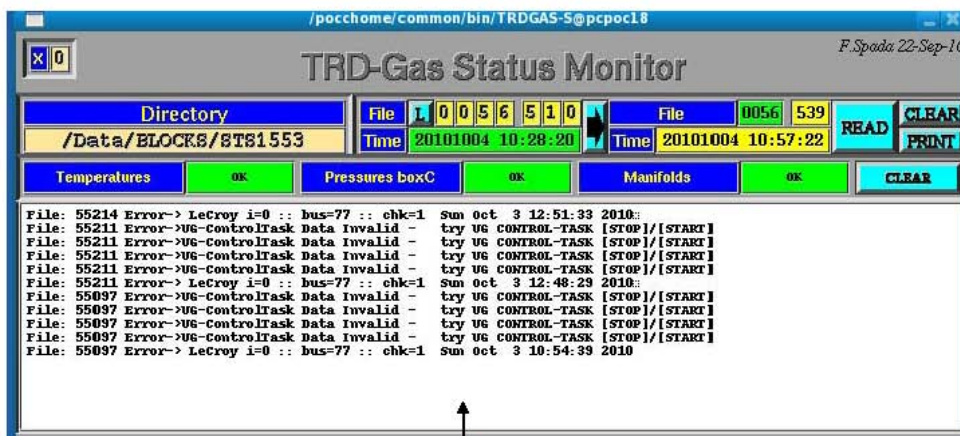 /pocchome/common/bin/TRDGAS-S@pcpoc18
X 0
TRD-Gas Status Monitor
F.Spada 22-Sep-10
Directory
/Data/BLOCKS/STS1553
File L 0 0 5 6 5 1 0
Time 20101004 10:28:20
File 0056 539
Time 20101004 10:57:22
READ
CLEAR
PRINT
Temperatures OK Pressures boxC OK Manifolds OK CLEAR
File: 55214 Error-> LeCroy i=0 :: bus=77 :: chk=1 Sun Oct 3 12:51:33 2010
File: 55211 Error->UG-ControlTask Data Invalid - try UG CONTROL-TASK [STOP]/[START]
File: 55211 Error->UG-ControlTask Data Invalid - try UG CONTROL-TASK [STOP]/[START]
File: 55211 Error->UG-ControlTask Data Invalid - try UG CONTROL-TASK [STOP]/[START]
File: 55211 Error->UG-ControlTask Data Invalid - try UG CONTROL-TASK [STOP]/[START]
File: 55211 Error-> LeCroy i=0 :: bus=77 :: chk=1 Sun Oct 3 12:48:29 2010
File: 55097 Error->UG-ControlTask Data Invalid - try UG CONTROL-TASK [STOP]/[START]
File: 55097 Error->UG-ControlTask Data Invalid - try UG CONTROL-TASK [STOP]/[START]
File: 55097 Error->UG-ControlTask Data Invalid - try UG CONTROL-TASK [STOP]/[START]
File: 55097 Error->UG-ControlTask Data Invalid - try UG CONTROL-TASK [STOP]/[START]
File: 55097 Error-> LeCroy i=0 :: bus=77 :: chk=1 Sun Oct 3 10:54:39 2010